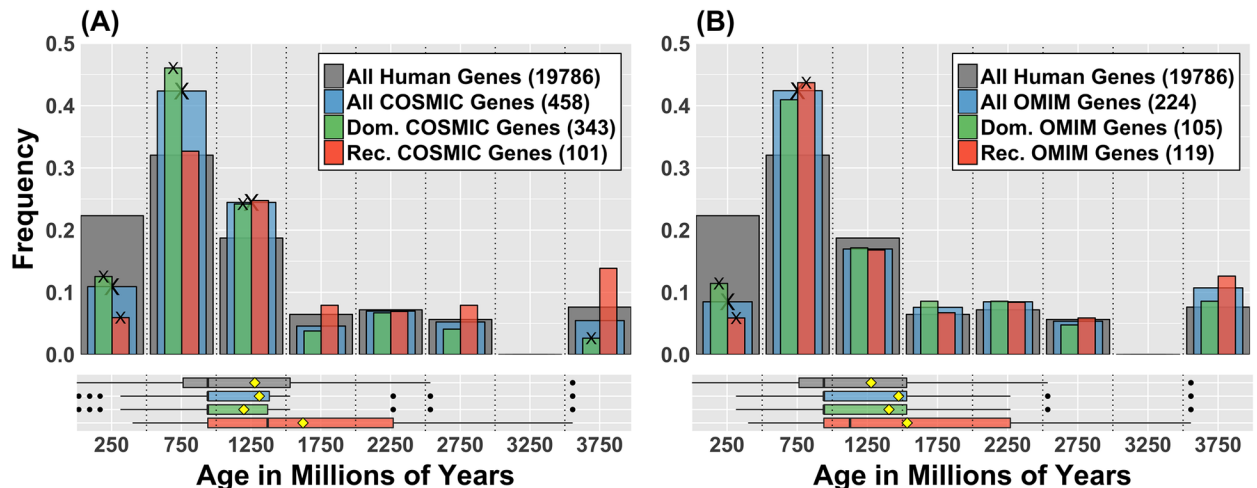 (A)
0.5
0.4
0.3
0.2
0.1
0.0
Frequency
All Human Genes (19786)
All COSMIC Genes (458)
Dom. COSMIC Genes (343)
Rec. COSMIC Genes (101)
250 750 1250 1750 2250 2750 3250 3750
Age in Millions of Years
(B)
0.5
0.4
0.3
0.2
0.1
0.0
All Human Genes (19786)
All OMIM Genes (224)
Dom. OMIM Genes (105)
Rec. OMIM Genes (119)
250 750 1250 1750 2250 2750 3250 3750
Age in Millions of Years